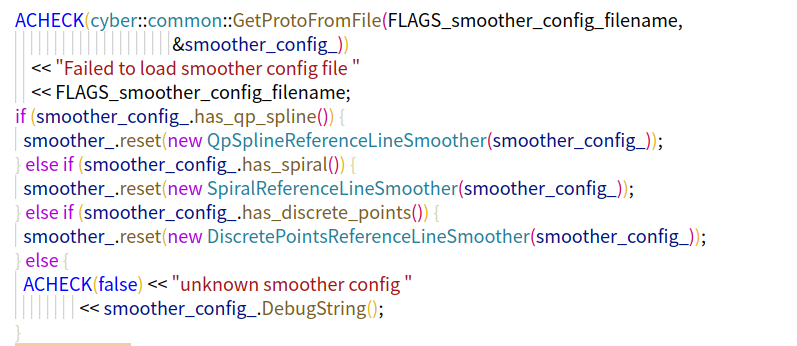 ACHECK(cyber::common::GetProtoFromFile(FLAGS_smoother_config_filename,
&smoother_config_))
<< "Failed to load smoother config file "
<< FLAGS_smoother_config_filename;
if (smoother_config_.has_qp_spline()) {
smoother_.reset(new QpSplineReferenceLineSmoother(smoother_config_));
} else if (smoother_config_.has_spiral()) {
smoother_.reset(new SpiralReferenceLineSmoother(smoother_config_));
} else if (smoother_config_.has_discrete_points()) {
smoother_.reset(new DiscretePointsReferenceLineSmoother(smoother_config_));
} else {
ACHECK(false) << "unknown smoother config "
<< smoother_config_.DebugString();
}